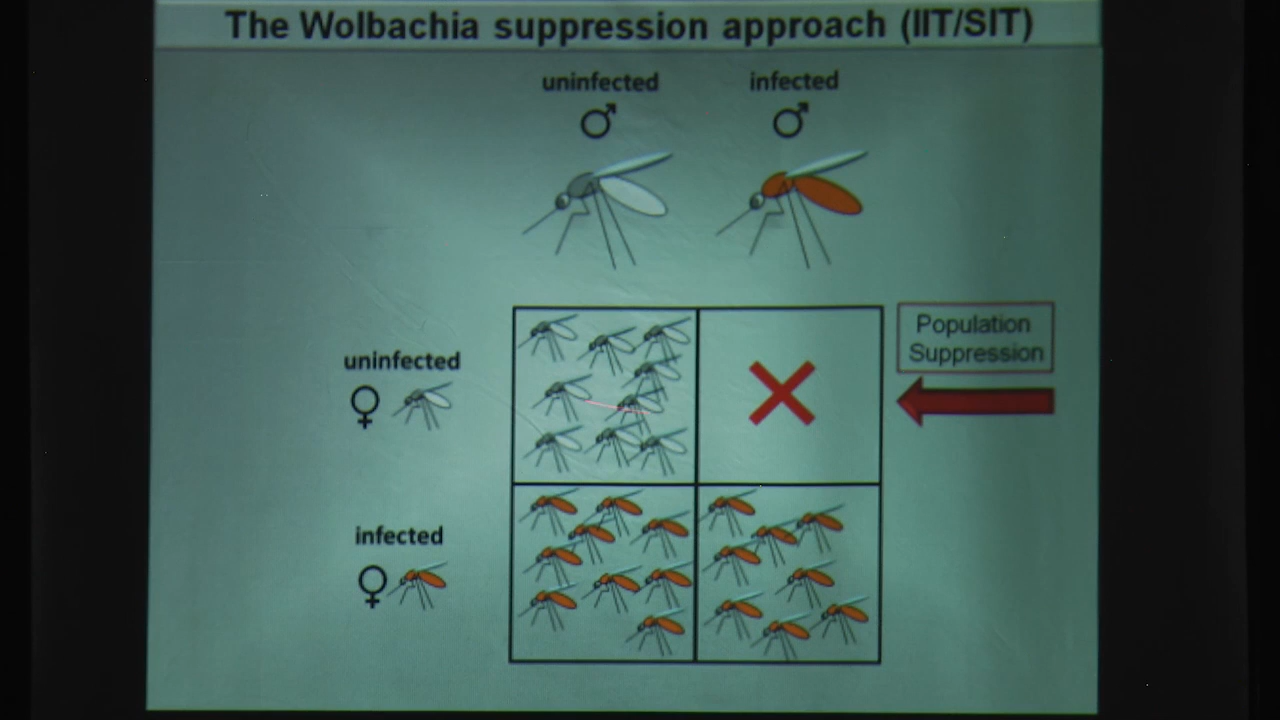 The Wolbachia suppression approach (IIT/SIT)
uninfected infected
Population
Suppression
uninfected
infected